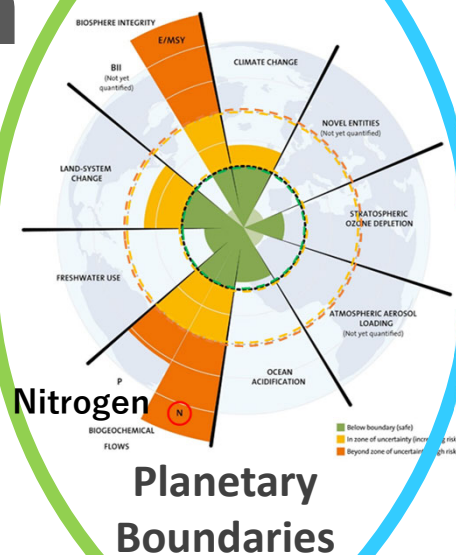 BIOSPHERE INTEGRITY
E/MSY
CLIMATE CHANGE
BII
(Not yet
quantified)
NOVEL ENTITIES
(Not yet quantified)
LAND-SYSTEM
CHANGE
STRATOSPHERIC
OZONE DEPLETION
FRESHWATER USE
ATMOSPHERIC AEROSOL
LOADING
(Not yet quantified)
OCEAN
ACIDIFICATION
P
Nitrogen
N
BIOGEOCHEMICAL
FLOWS
Below boundary (safe)
In zone of uncertainty (increasing risk
Beyond zone of uncertainty high risk
Planetary
Boundaries